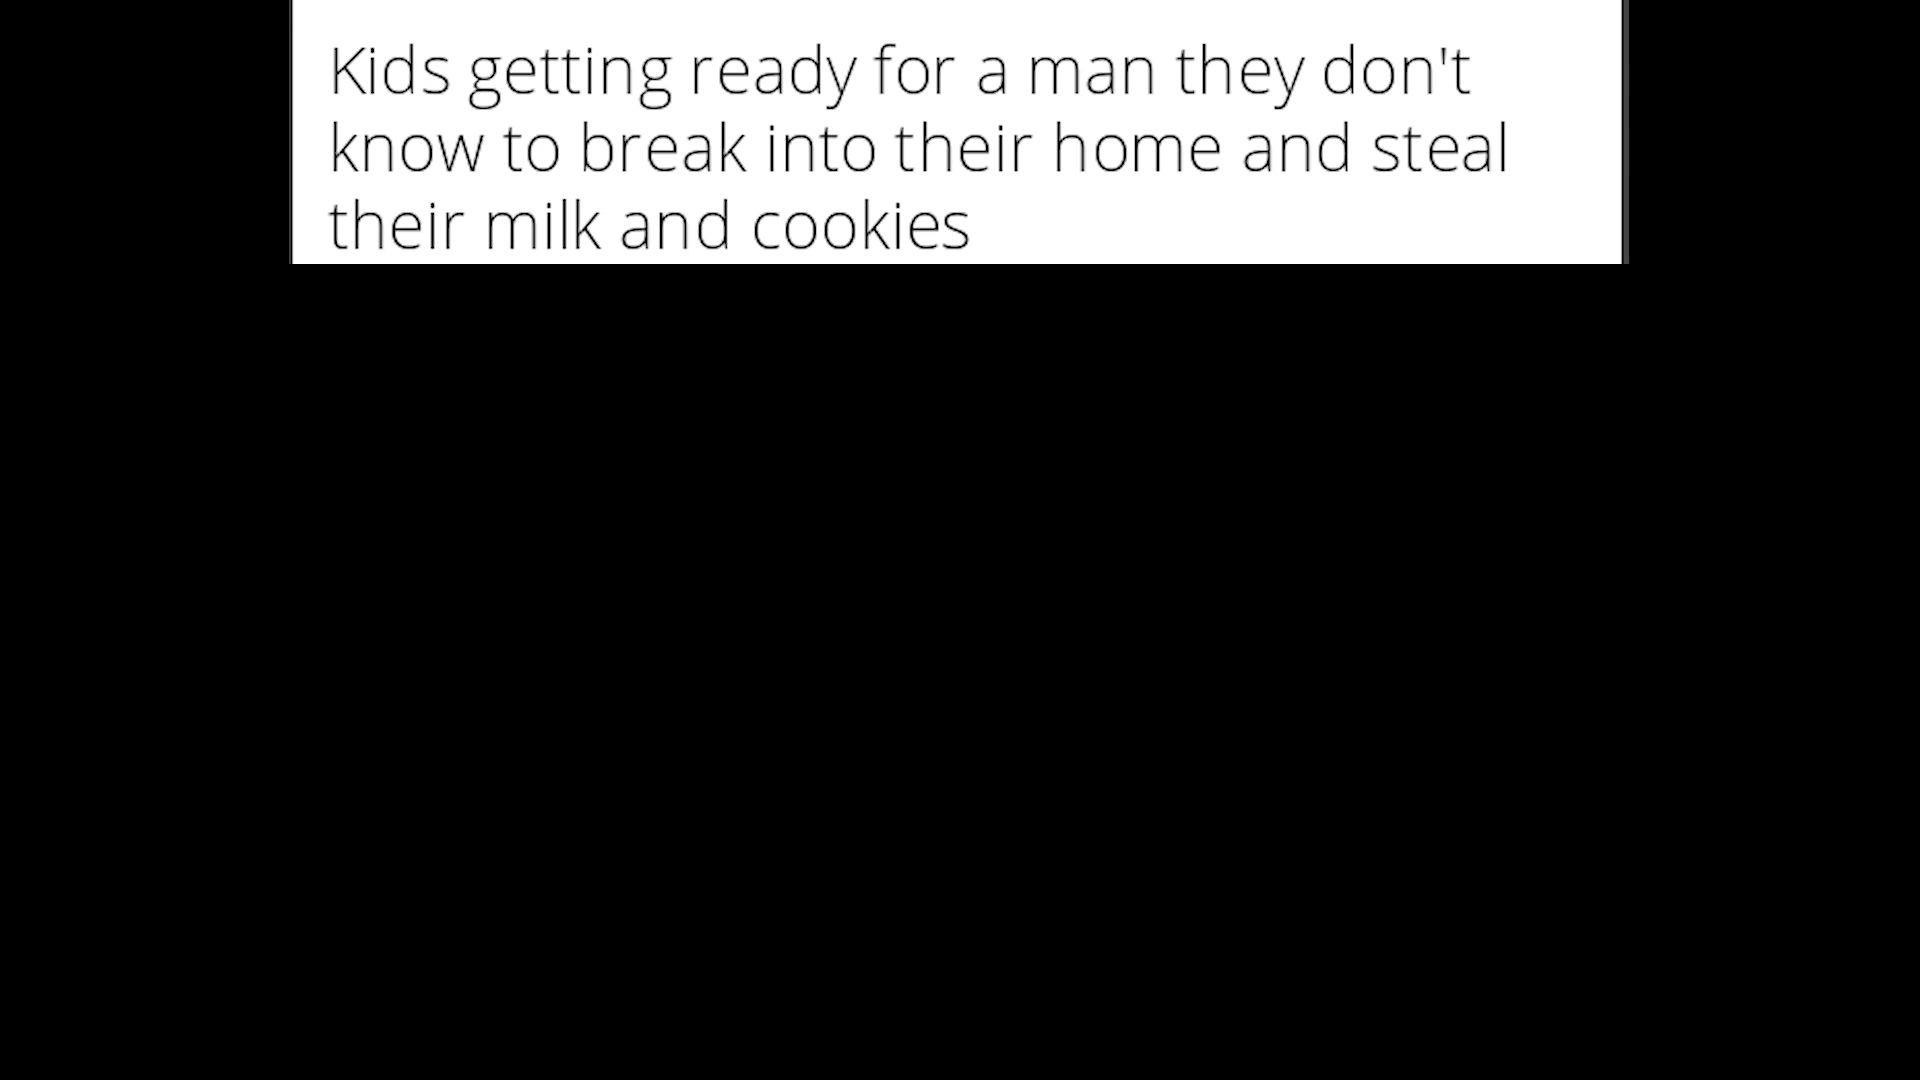 Kids getting ready for a man they don't
know to break into their home and steal
their milk and cookies